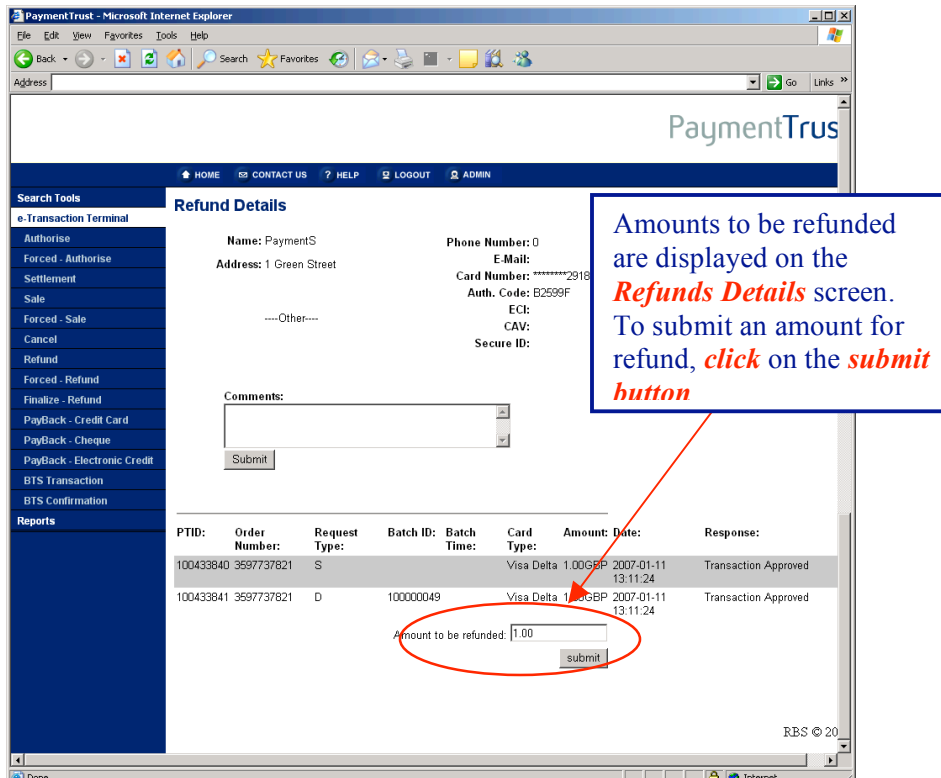 PaymentTrust - Microsoft Internet Explorer
File Edit View Favorites Tools Help
Back Search Favorites
Address Go Links »
PaymentTrus
HOME CONTACT US ? HELP LOGOUT ADMIN
Search Tools
e-Transaction Terminal
Authorise
Forced - Authorise
Settlement
Sale
Forced - Sale
Cancel
Refund
Forced - Refund
Finalize - Refund
PayBack - Credit Card
PayBack - Cheque
PayBack - Electronic Credit
BTS Transaction
BTS Confirmation
Reports
Refund Details
Name: PaymentS
Address: 1 Green Street
----Other----
Phone Number: 0
E-Mail:
Card Number: ********2918
Auth. Code: B2599F
ECI:
CAV:
Secure ID:
Amounts to be refunded
are displayed on the
Refunds Details screen.
To submit an amount for
refund, click on the submit
button
Comments:
Submit
PTID: Order Number: Request Type: Batch ID: Batch Time: Card Type: Amount: Date: Response:
100433840 3597737821 S Visa Delta 1.00GBP 2007-01-11 13:11:24 Transaction Approved
100433841 3597737821 D 100000049 Visa Delta 1.00GBP 2007-01-11 13:11:24 Transaction Approved
Amount to be refunded: 1.00
submit
RBS © 20
Done Internet